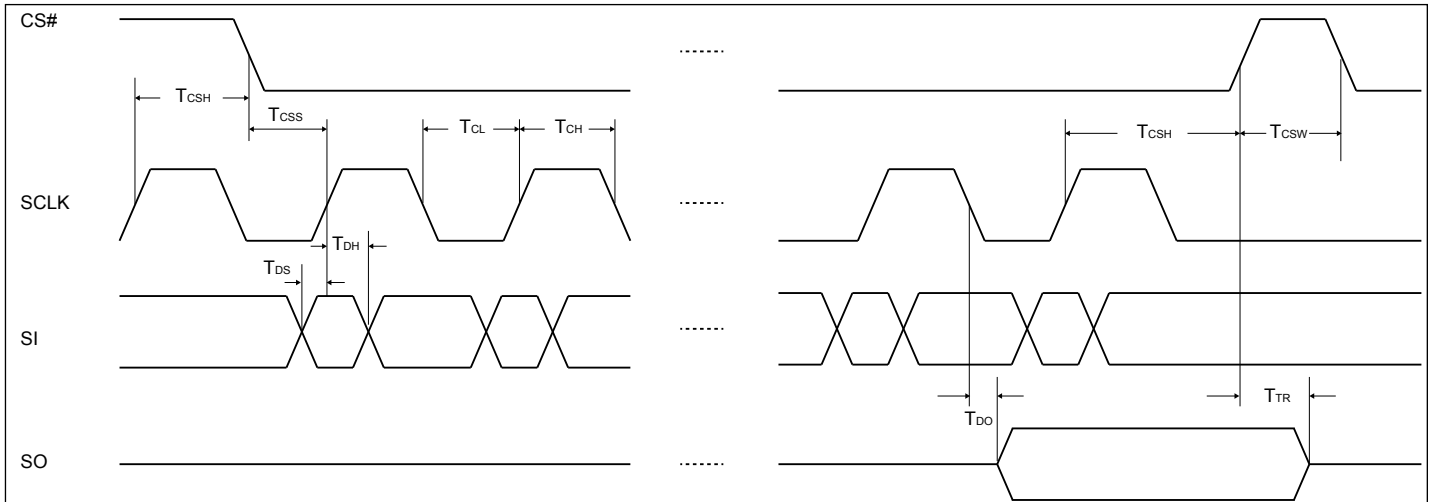 CS#
TCSH
TCSS
TCL
TCH
TCSH
TCSW
SCLK
TDH
TDS
SI
TDO
TTR
SO